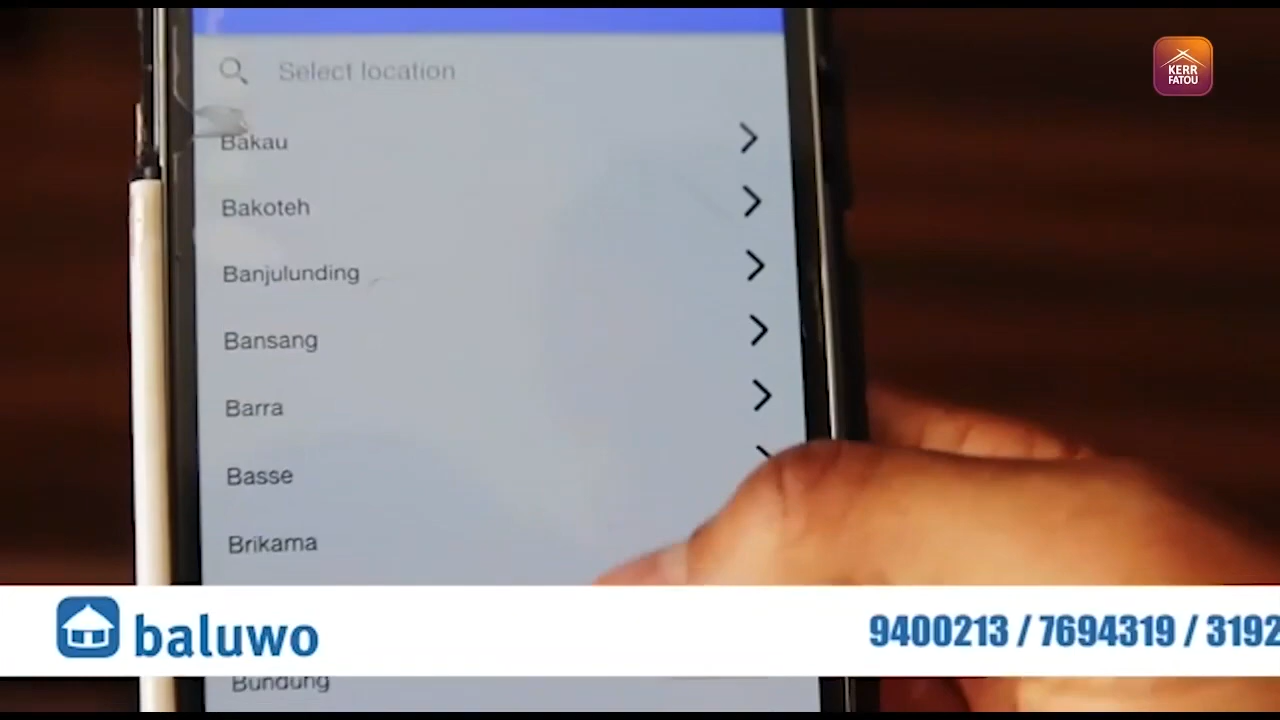 KERR
FATOU
Select location
Bakau
Bakoteh
Banjulunding
Bansang
Barra
Basse
Brikama
baluwo
9400213 / 7694319 / 3192
Bundung